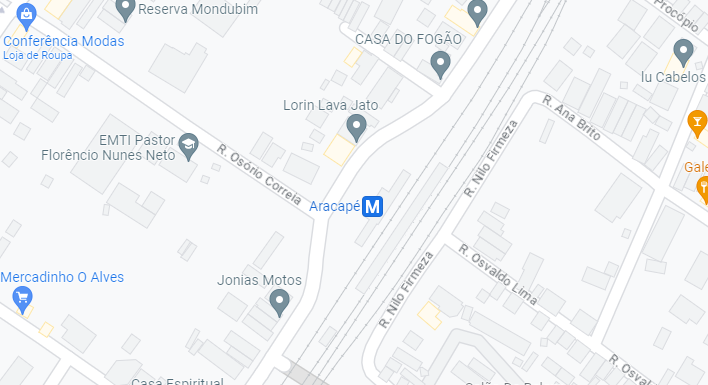 Reserva Mondubim
Procópio
Conferência Modas
Loja de Roupa
CASA DO FOGÃO
lu Cabelos
Lorin Lava Jato
R. Ana Brito
EMTI Pastor
Florêncio Nunes Neto
R. Osório Correia
R. Nilo Firmeza
Gale
Aracapé M
R. Osvaldo Lima
Mercadinho O Alves
Jonias Motos
R. Nilo Firmeza
R. Osva
Casa Espiritual